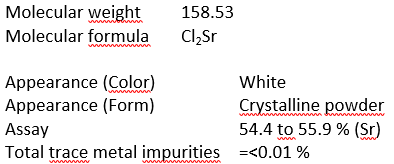 Molecular weight 158.53
Molecular formula Cl₂Sr
Appearance (Color) White
Appearance (Form) Crystalline powder
Assay 54.4 to 55.9 % (Sr)
Total trace metal impurities =<0.01 %